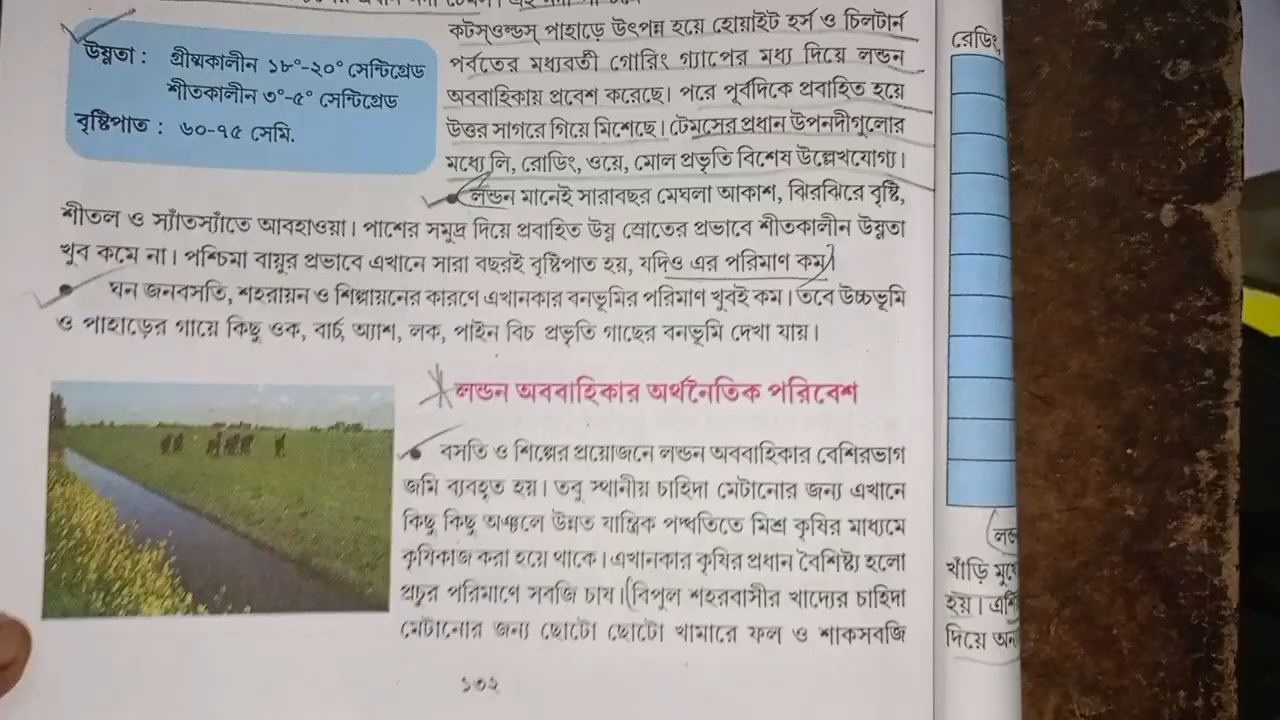 উষ্ণতা : গ্রীষ্মকালীন ১৮°-২০° সেন্টিগ্রেড
শীতকালীন ৩°-৫° সেন্টিগ্রেড
বৃষ্টিপাত : ৬০-৭৫ সেমি.
কটস্ওল্ডস্ পাহাড়ে উৎপন্ন হয়ে হোয়াইট হর্স ও চিলটার্ন
পর্বতের মধ্যবর্তী গোরিং গ্যাপের মধ্য দিয়ে লন্ডন
অববাহিকায় প্রবেশ করেছে। পরে পূর্বদিকে প্রবাহিত হয়ে
উত্তর সাগরে গিয়ে মিশেছে। টেমসের প্রধান উপনদীগুলোর
মধ্যে লি, রোডিং, ওয়ে, মোল প্রভৃতি বিশেষ উল্লেখযোগ্য।
লন্ডন মানেই সারাবছর মেঘলা আকাশ, ঝিরঝিরে বৃষ্টি,
শীতল ও স্যাঁতস্যাঁতে আবহাওয়া। পাশের সমুদ্র দিয়ে প্রবাহিত উষ্ণ স্রোতের প্রভাবে শীতকালীন উষ্ণতা
খুব কমে না। পশ্চিমা বায়ুর প্রভাবে এখানে সারা বছরই বৃষ্টিপাত হয়, যদিও এর পরিমাণ কম।
ঘন জনবসতি, শহরায়ন ও শিল্পায়নের কারণে এখানকার বনভূমির পরিমাণ খুবই কম। তবে উচ্চভূমি
ও পাহাড়ের গায়ে কিছু ওক, বার্চ, অ্যাশ, লক, পাইন বিচ প্রভৃতি গাছের বনভূমি দেখা যায়।
লন্ডন অববাহিকার অর্থনৈতিক পরিবেশ
বসতি ও শিল্পের প্রয়োজনে লন্ডন অববাহিকার বেশিরভাগ
জমি ব্যবহৃত হয়। তবু স্থানীয় চাহিদা মেটানোর জন্য এখানে
কিছু কিছু অঞ্চলে উন্নত যান্ত্রিক পদ্ধতিতে মিশ্র কৃষির মাধ্যমে
কৃষিকাজ করা হয়ে থাকে। এখানকার কৃষির প্রধান বৈশিষ্ট্য হলো
প্রচুর পরিমাণে সবজি চাষ। (বিপুল শহরবাসীর খাদ্যের চাহিদা
মেটানোর জন্য ছোটো ছোটো খামারে ফল ও শাকসবজি
১৩২
রেডিং,
খাঁড়ি
হয়।
দিয়ে